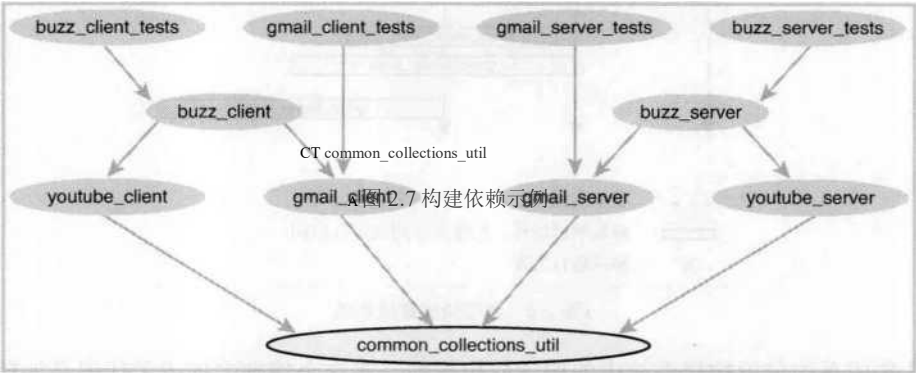 buzz_client_tests gmail_client_tests gmail_server_tests buzz_server_tests
buzz_client buzz_server
CT common_collections_util
youtube_client gmail_client gmail_server youtube_server
图 2.7 构建依赖示例
common_collections_util